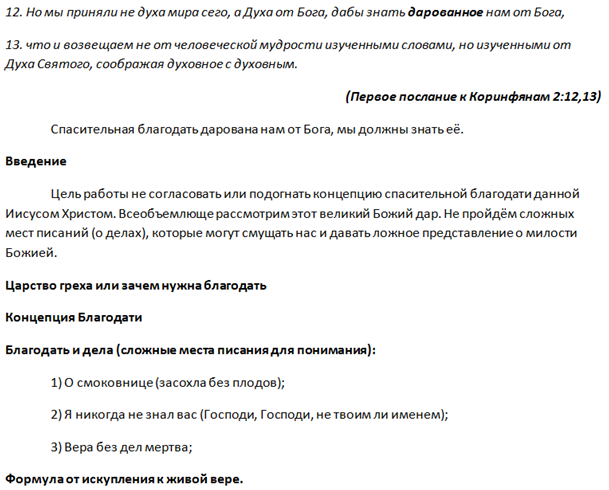 12. Но мы приняли не духа мира сего, а Духа от Бога, дабы знать дарованное нам от Бога,
13. что и возвещаем не от человеческой мудрости изученными словами, но изученными от
Духа Святого, соображая духовное с духовным.
(Первое послание к Коринфянам 2:12,13)
Спасительная благодать дарована нам от Бога, мы должны знать её.
Введение
Цель работы не согласовать или подогнать концепцию спасительной благодати данной
Иисусом Христом. Всеобъемлюще рассмотрим этот великий Божий дар. Не пройдём сложных
мест писаний (о делах), которые могут смущать нас и давать ложное представление о милости
Божией.
Царство греха или зачем нужна благодать
Концепция Благодати
Благодать и дела (сложные места писания для понимания):
1) О смоковнице (засохла без плодов);
2) Я никогда не знал вас (Господи, Господи, не твоим ли именем);
3) Вера без дел мертва;
Формула от искупления к живой вере.